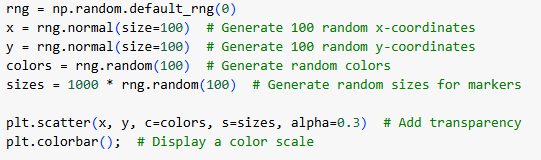 rng = np.random.default_rng(0)
x = rng.normal(size=100)  # Generate 100 random x-coordinates
y = rng.normal(size=100)  # Generate 100 random y-coordinates
colors = rng.random(100)  # Generate random colors
sizes = 1000 * rng.random(100)  # Generate random sizes for markers

plt.scatter(x, y, c=colors, s=sizes, alpha=0.3)  # Add transparency
plt.colorbar();  # Display a color scale